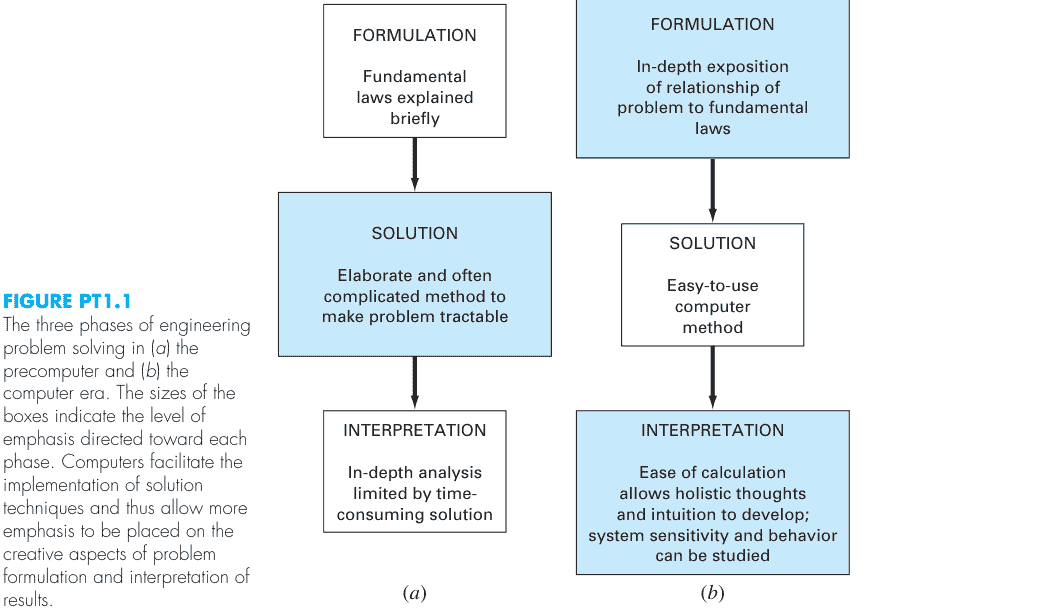 FORMULATION
Fundamental
laws explained
briefly
SOLUTION
Elaborate and often
complicated method to
make problem tractable
INTERPRETATION
In-depth analysis
limited by time-
consuming solution
(a)
FORMULATION
In-depth exposition
of relationship of
problem to fundamental
laws
SOLUTION
Easy-to-use
computer
method
INTERPRETATION
Ease of calculation
allows holistic thoughts
and intuition to develop;
system sensitivity and behavior
can be studied
(b)
FIGURE PT1.1
The three phases of engineering
problem solving in (a) the
precomputer and (b) the
computer era. The sizes of the
boxes indicate the level of
emphasis directed toward each
phase. Computers facilitate the
implementation of solution
techniques and thus allow more
emphasis to be placed on the
creative aspects of problem
formulation and interpretation of
results.